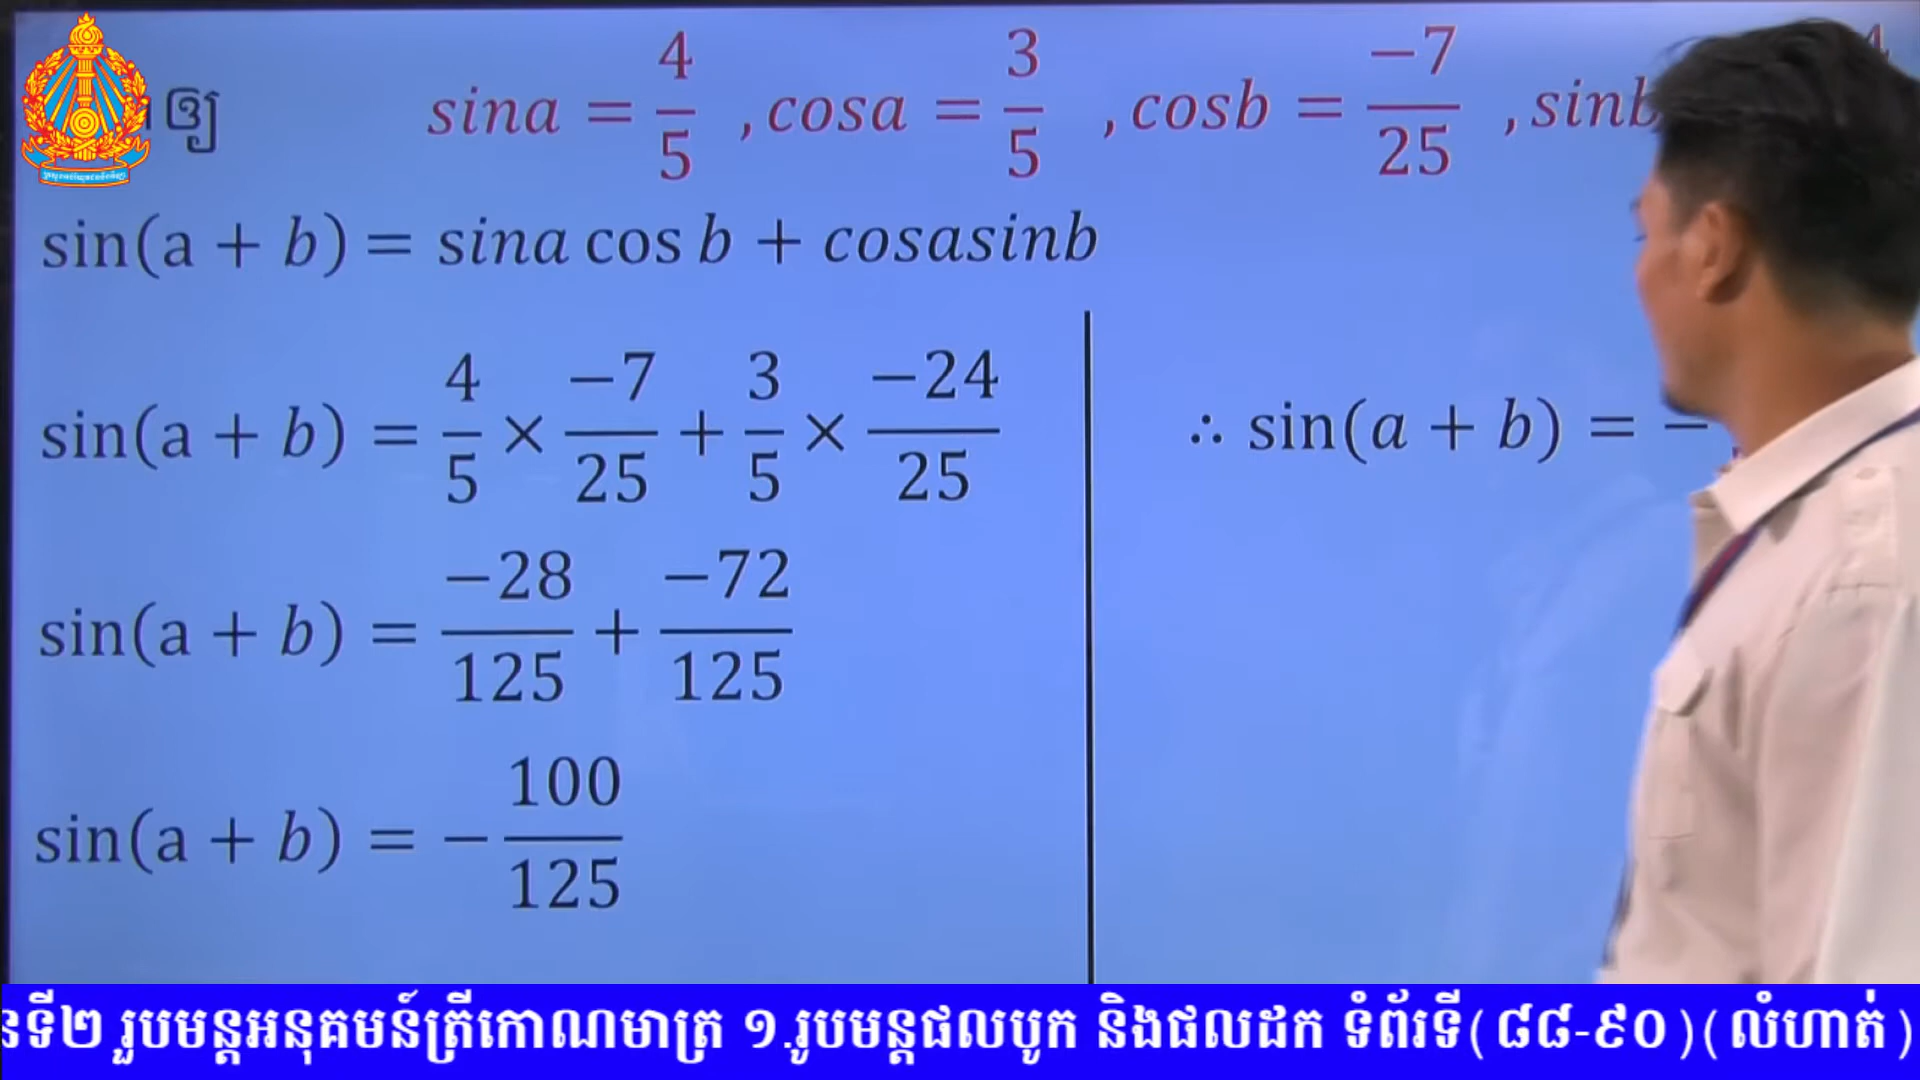 ឲ្យ sina = 4/5 , cosa = 3/5 , cosb = −7/25 , sinb
sin(a + b) = sina cos b + cosasinb
sin(a + b) = 4/5 × −7/25 + 3/5 × −24/25
sin(a + b) = −28/125 + −72/125
sin(a + b) = − 100/125
∴ sin(a + b) = −
នទី២ រួបមន្តអនុគមន៍ត្រីកោណមាត្រ ១.រូបមន្តផលបូក និងផលដក ទំព័រទី(៨៨-៩០)(លំហាត់)